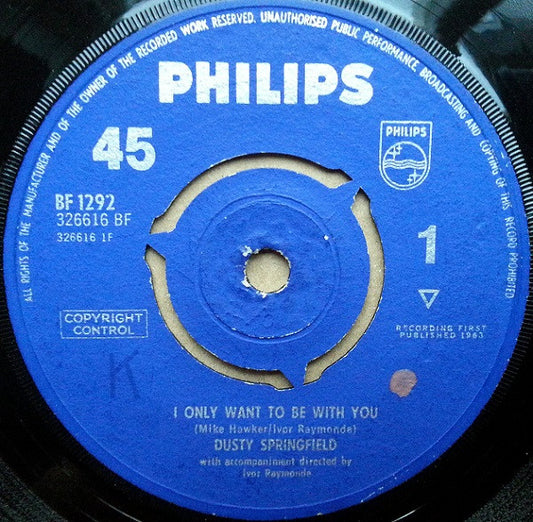 ALL RIGHTS OF THE MANUFACTURER AND OF THE OWNER OF THE RECORDED WORK RESERVED. UNAUTHORISED PUBLIC PERFORMANCE, BROADCASTING AND COPYING OF THIS RECORD PROHIBITED
PHILIPS
45
PHILIPS
BF 1292
326616 BF
326616 1F
1
COPYRIGHT
CONTROL
RECORDING FIRST
PUBLISHED 1963
K
I ONLY WANT TO BE WITH YOU
(Mike Hawker/Ivor Raymonde)
DUSTY SPRINGFIELD
with accompaniment directed by
Ivor Raymonde.